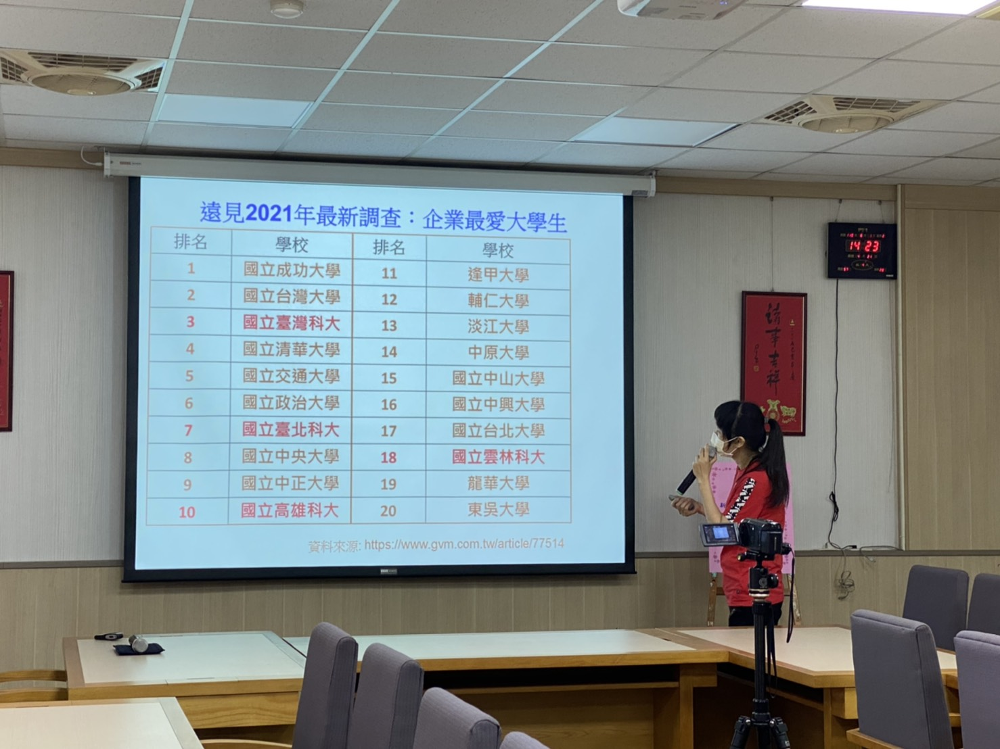 遠見2021年最新調查：企業最愛大學生
排名 學校 排名 學校
1 國立成功大學 11 逢甲大學
2 國立台灣大學 12 輔仁大學
3 國立臺灣科大 13 淡江大學
4 國立清華大學 14 中原大學
5 國立交通大學 15 國立中山大學
6 國立政治大學 16 國立中興大學
7 國立臺北科大 17 國立台北大學
8 國立中央大學 18 國立雲林科大
9 國立中正大學 19 龍華大學
10 國立高雄科大 20 東吳大學
資料來源: https://www.gvm.com.tw/article/77514
14 23
諸事吉祥